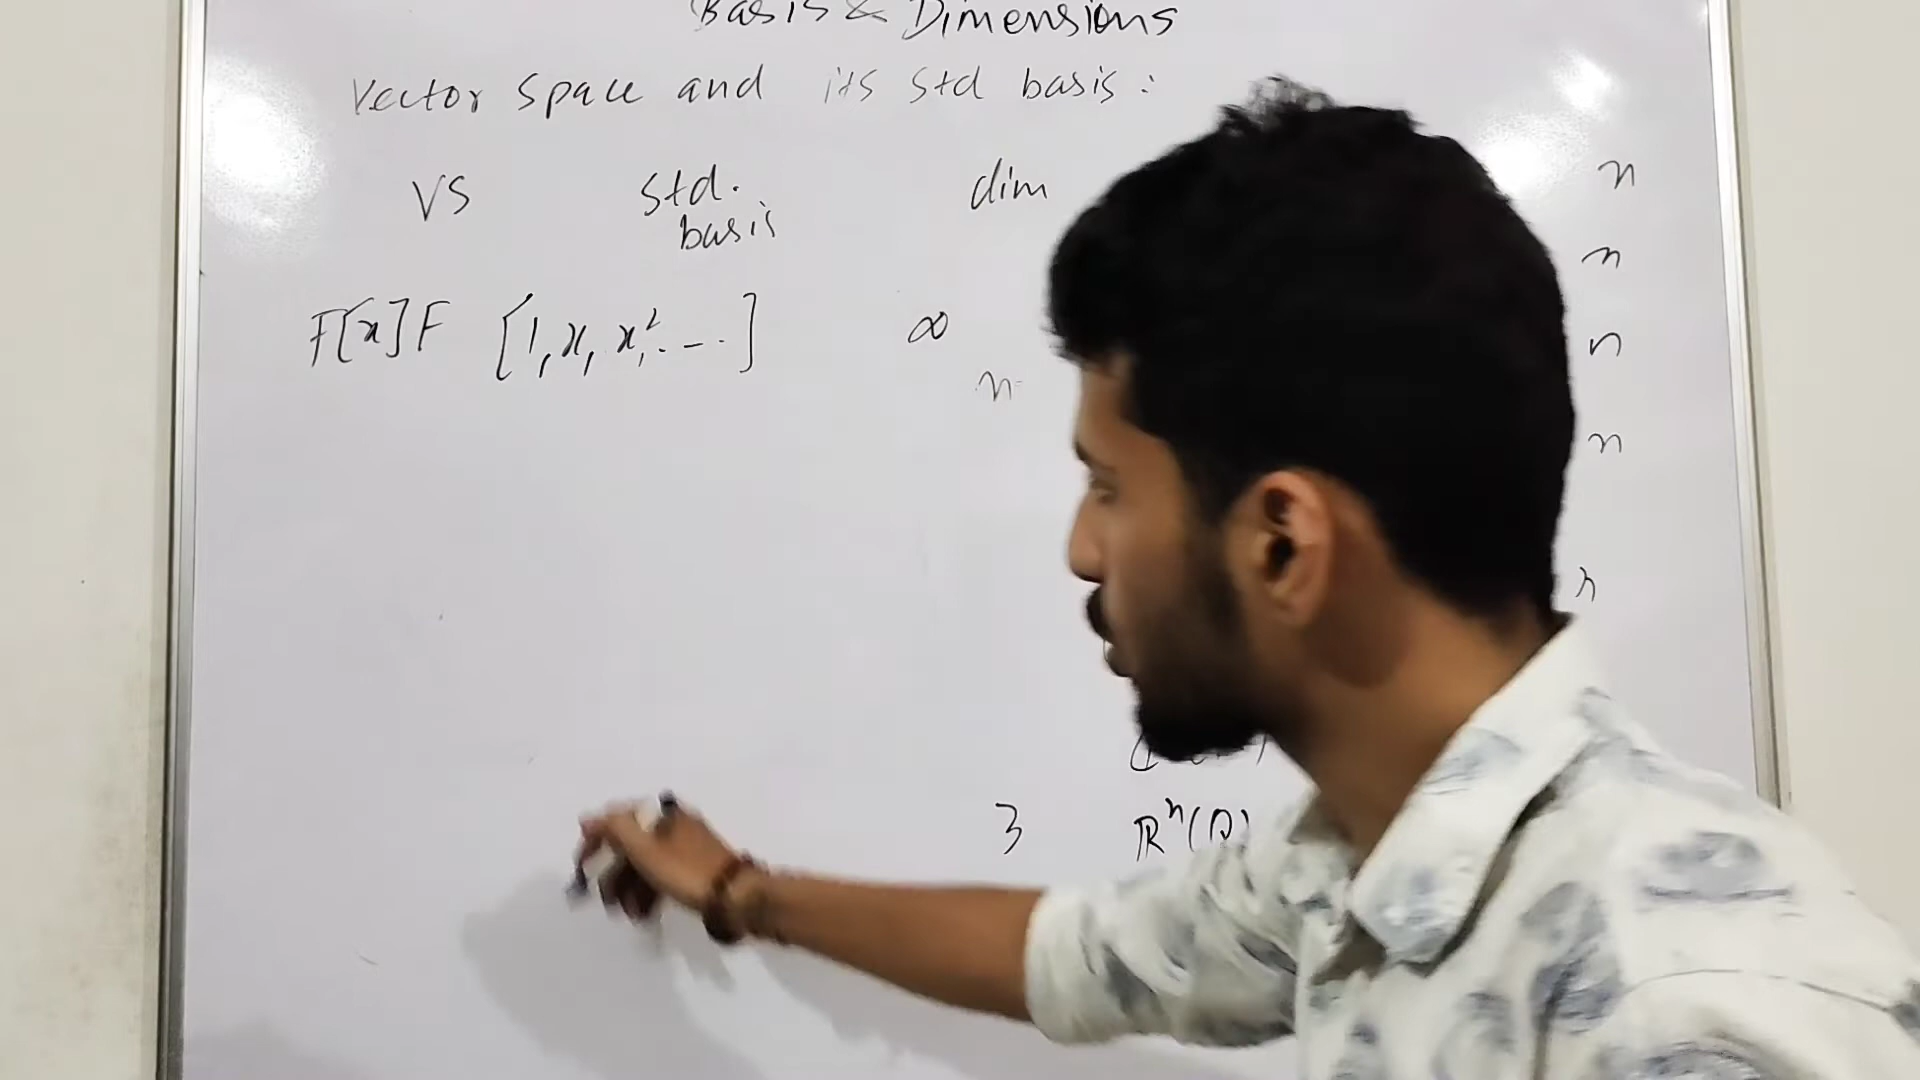 Basis & Dimensions
Vector space and its std basis :
VS std. basis dim n
n
F[x]F [1, x, x², - - -] ∞ n
n
n
n
3 Rⁿ(Q)